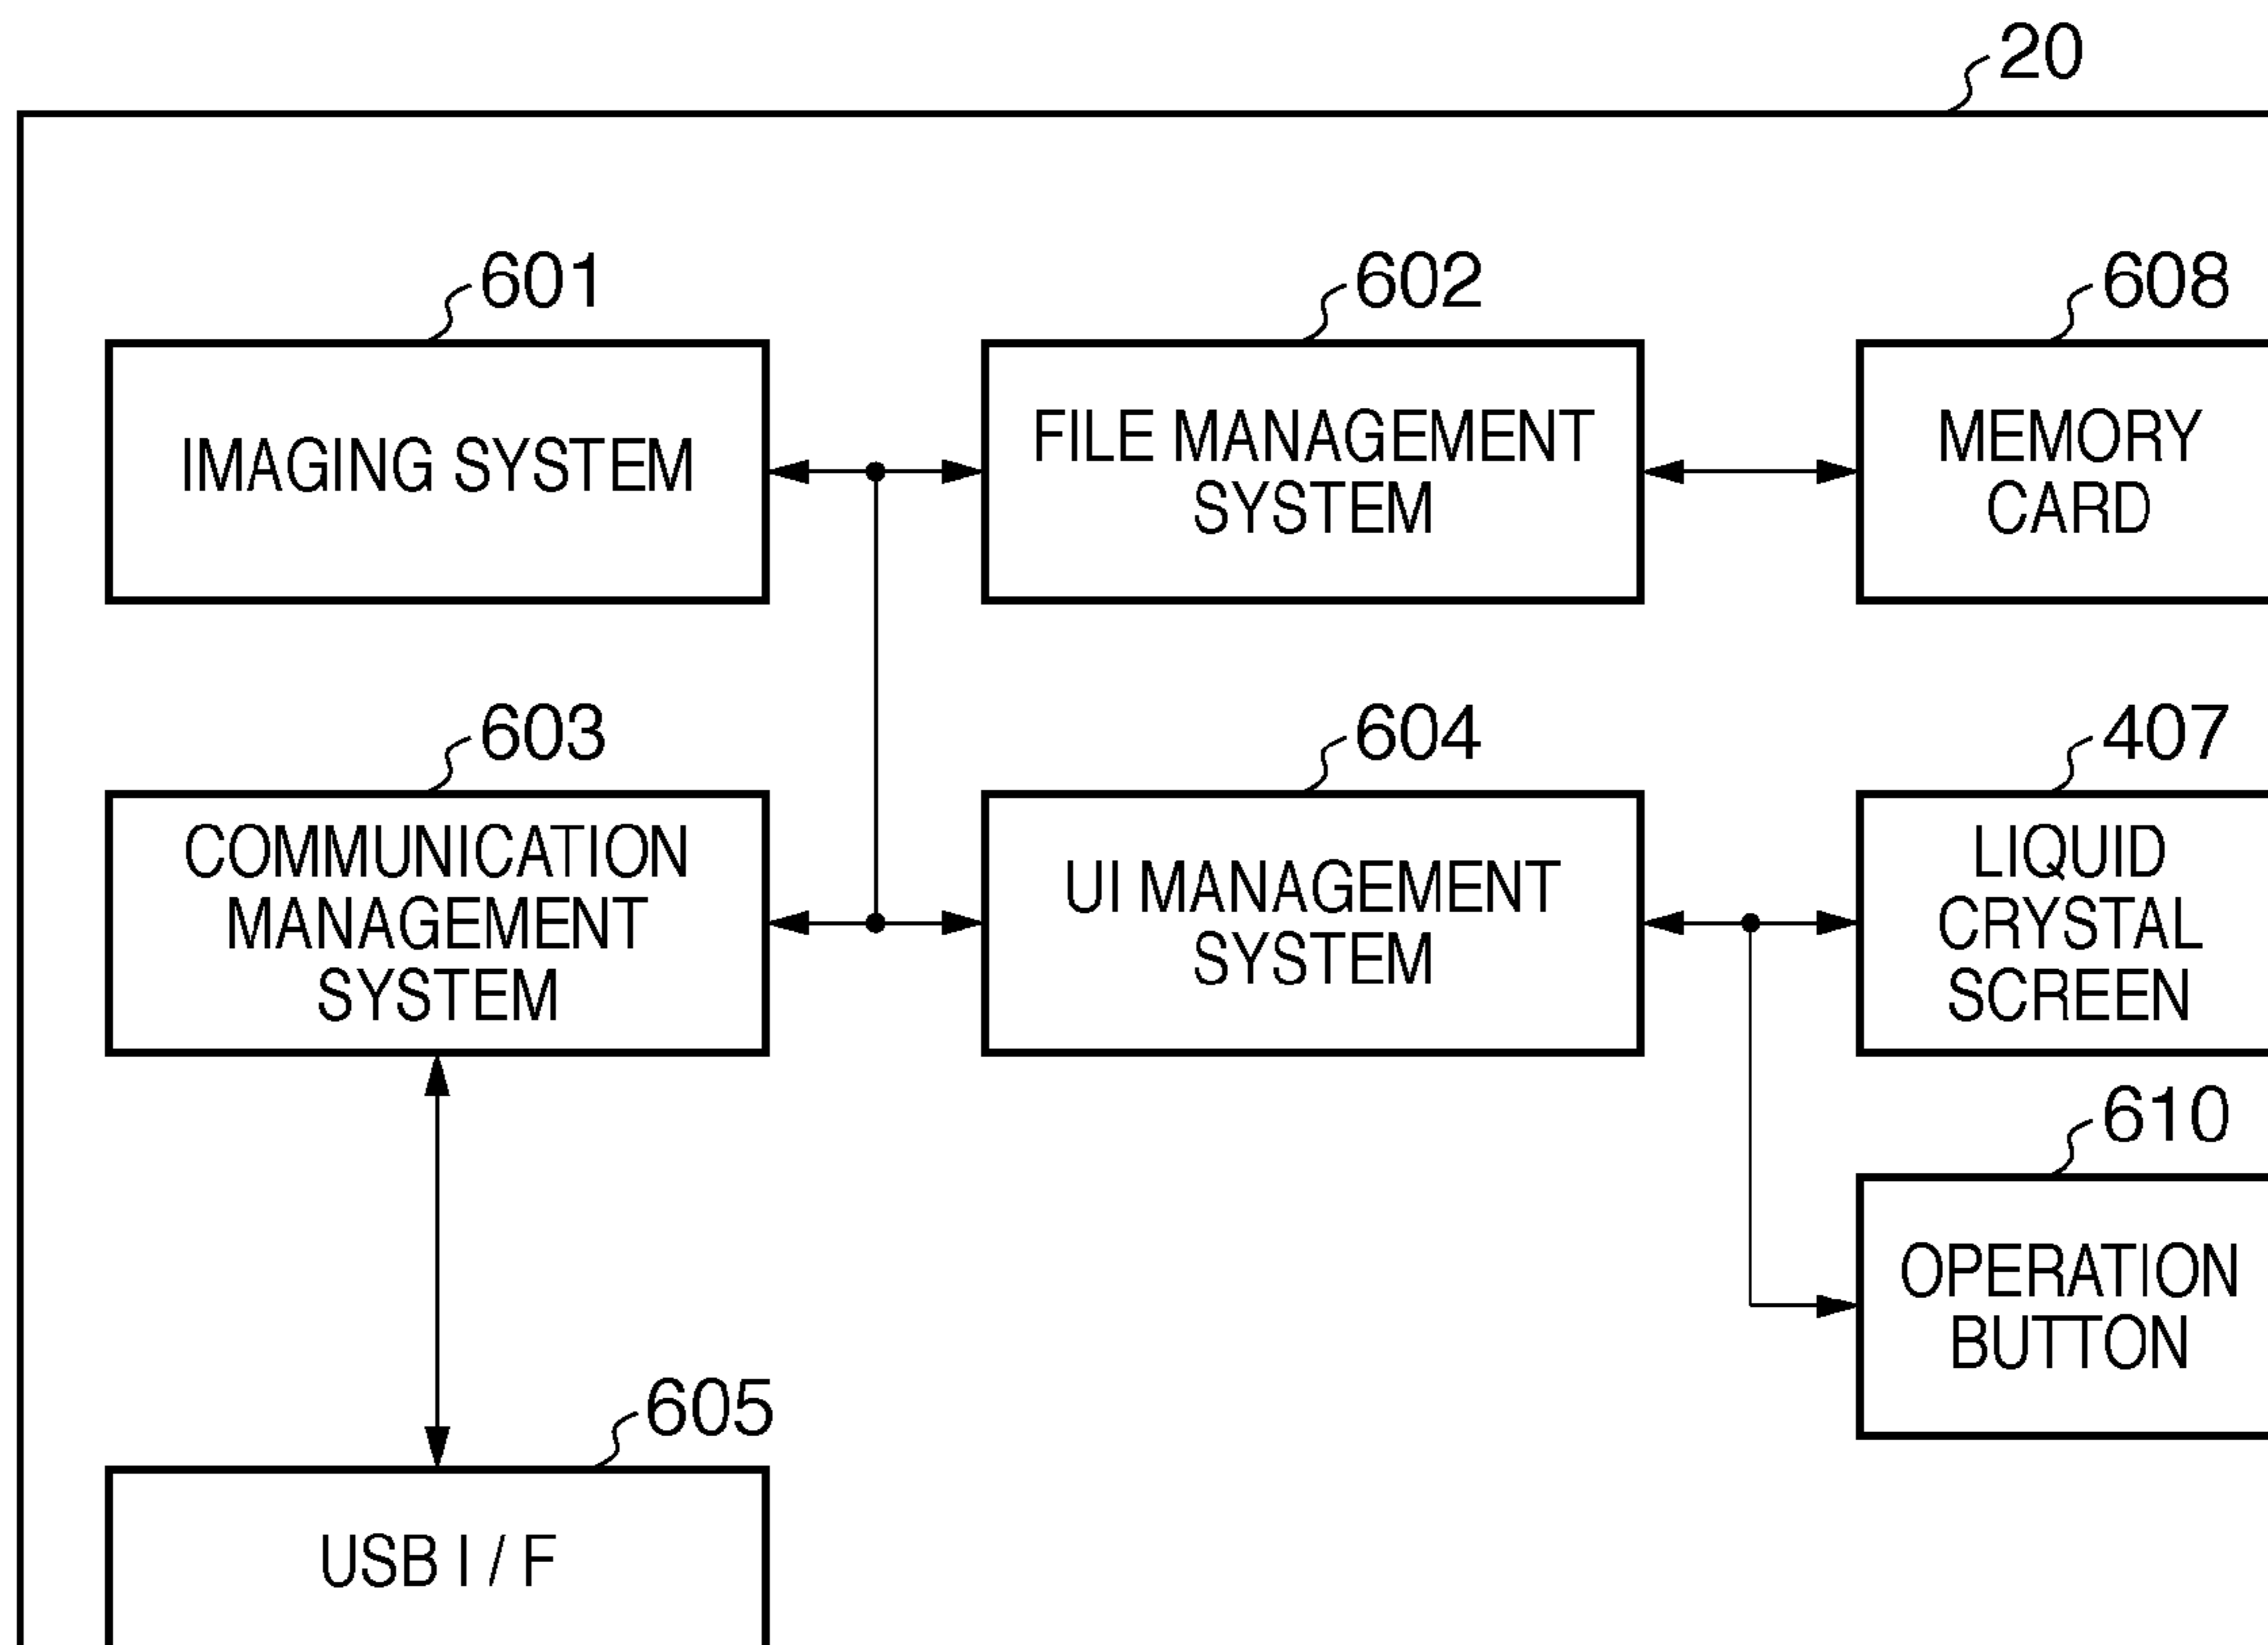 20
601
602
608
IMAGING SYSTEM
FILE MANAGEMENT
SYSTEM
MEMORY
CARD
603
604
407
COMMUNICATION
MANAGEMENT
SYSTEM
UI MANAGEMENT
SYSTEM
LIQUID
CRYSTAL
SCREEN
610
OPERATION
BUTTON
605
USB I / F